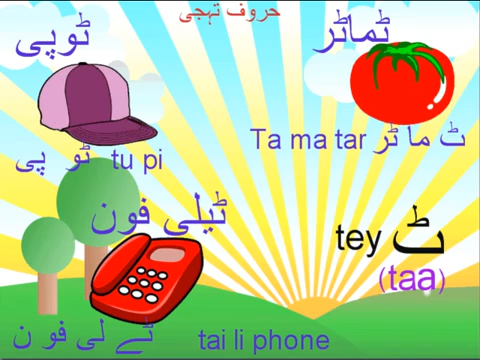 حروف تہجی
ٹماٹر
ٹوپی
Ta ma tar ٹ ما ٹر
ٹو پی tu pi
ٹیلی فون
ٹ
tey
(taa)
ٹے لی فو ن tai li phone